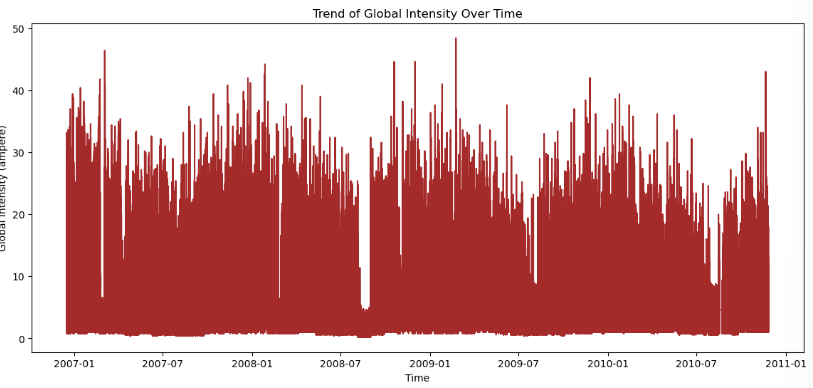 Trend of Global Intensity Over Time
50
40
30
20
10
0
Global Intensity (ampere)
2007-01 2007-07 2008-01 2008-07 2009-01 2009-07 2010-01 2010-07 2011-01
Time